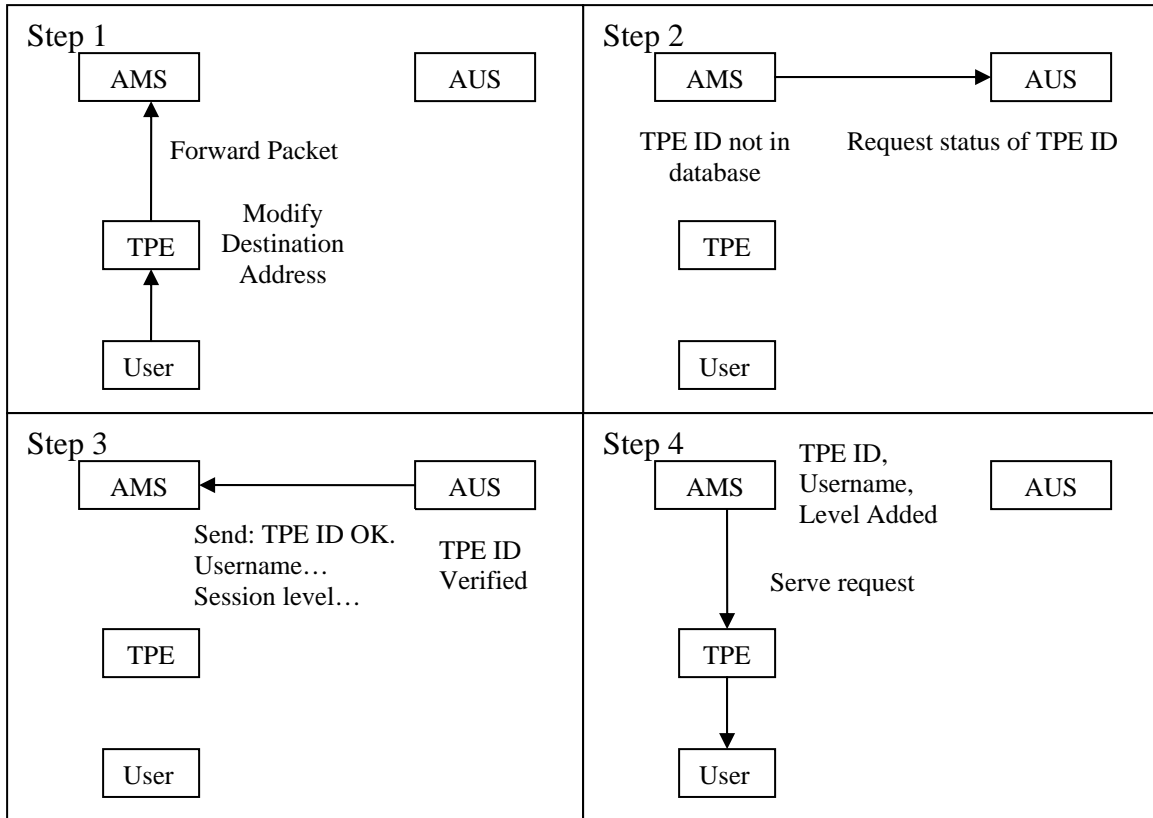 Step 1
AMS
AUS
Forward Packet
Modify
Destination
Address
TPE
User
Step 2
AMS
AUS
TPE ID not in
database
Request status of TPE ID
TPE
User
Step 3
AMS
AUS
Send: TPE ID OK.
Username…
Session level…
TPE ID
Verified
TPE
User
Step 4
AMS
TPE ID,
Username,
Level Added
AUS
Serve request
TPE
User